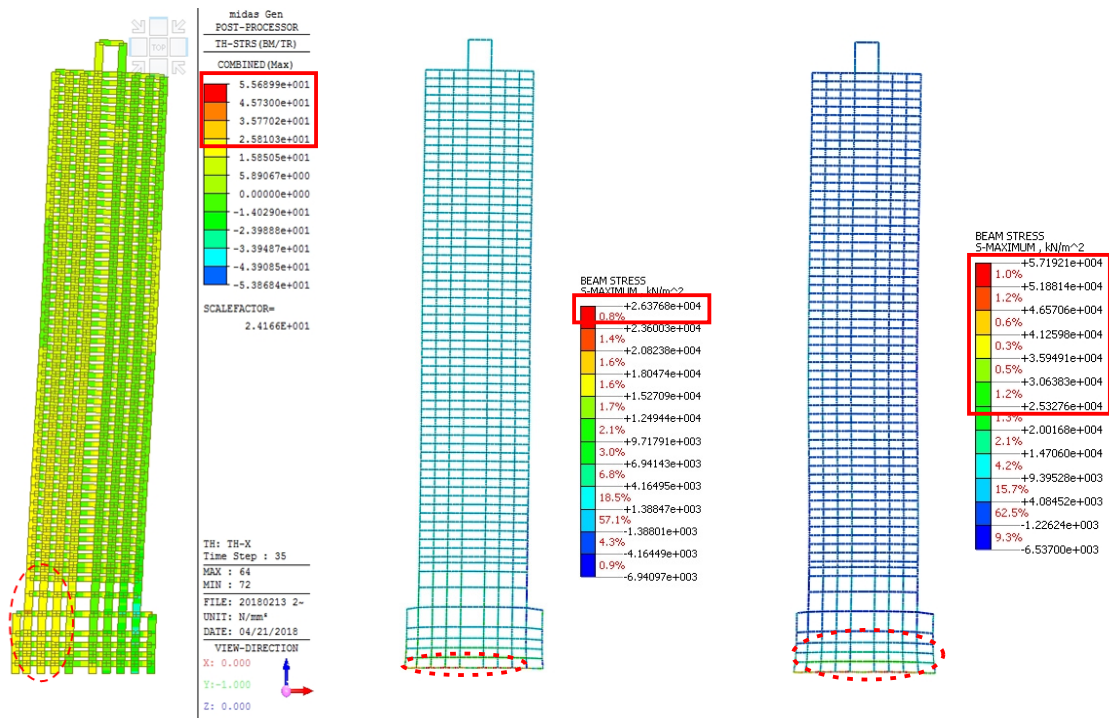 TOP
midas Gen
POST-PROCESSOR
TH-STRS(BM/TR)
COMBINED(Max)
5.56899e+001
4.57300e+001
3.57702e+001
2.58103e+001
1.58505e+001
5.89067e+000
0.00000e+000
-1.40290e+001
-2.39888e+001
-3.39487e+001
-4.39085e+001
-5.38684e+001
SCALEFACTOR=
2.4166E+001
TH: TH-X
Time Step : 35
MAX : 64
MIN : 72
FILE: 20180213 2~
UNIT: N/mm²
DATE: 04/21/2018
VIEW-DIRECTION
X: 0.000
Y:-1.000
Z: 0.000
BEAM STRESS
S-MAXIMUM , kN/m^2
+2.63768e+004
0.8%
+2.36003e+004
1.4%
+2.08238e+004
1.6%
+1.80474e+004
1.6%
+1.52709e+004
1.7%
+1.24944e+004
2.1%
+9.71791e+003
3.0%
+6.94143e+003
6.8%
+4.16495e+003
18.5%
+1.38847e+003
57.1%
-1.38801e+003
4.3%
-4.16449e+003
0.9%
-6.94097e+003
BEAM STRESS
S-MAXIMUM , kN/m^2
+5.71921e+004
1.0%
+5.18814e+004
1.2%
+4.65706e+004
0.6%
+4.12598e+004
0.3%
+3.59491e+004
0.5%
+3.06383e+004
1.2%
+2.53276e+004
1.3%
+2.00168e+004
2.1%
+1.47060e+004
4.2%
+9.39528e+003
15.7%
+4.08452e+003
62.5%
-1.22624e+003
9.3%
-6.53700e+003